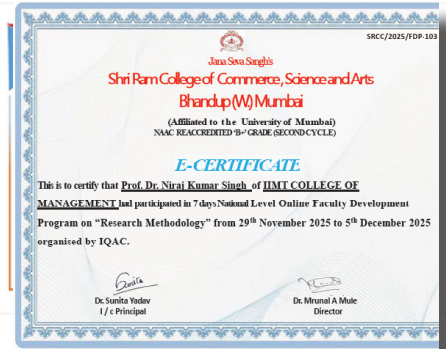 SRCC/2025/FDP-103
Jana Seva Sangh's
Shri Ram College of Commerce, Science and Arts
Bhandup (W) Mumbai
(Affiliated to the University of Mumbai)
NAAC REACCREDITED 'B+' GRADE (SECOND CYCLE)
E-CERTIFICATE
This is to certify that Prof. Dr. Niraj Kumar Singh of IIMT COLLEGE OF
MANAGEMENT had participated in 7 days National Level Online Faculty Development
Program on “Research Methodology” from 29th November 2025 to 5th December 2025
organised by IQAC.
Dr. Sunita Yadav
I / c Principal
Dr. Mrunal A Mule
Director